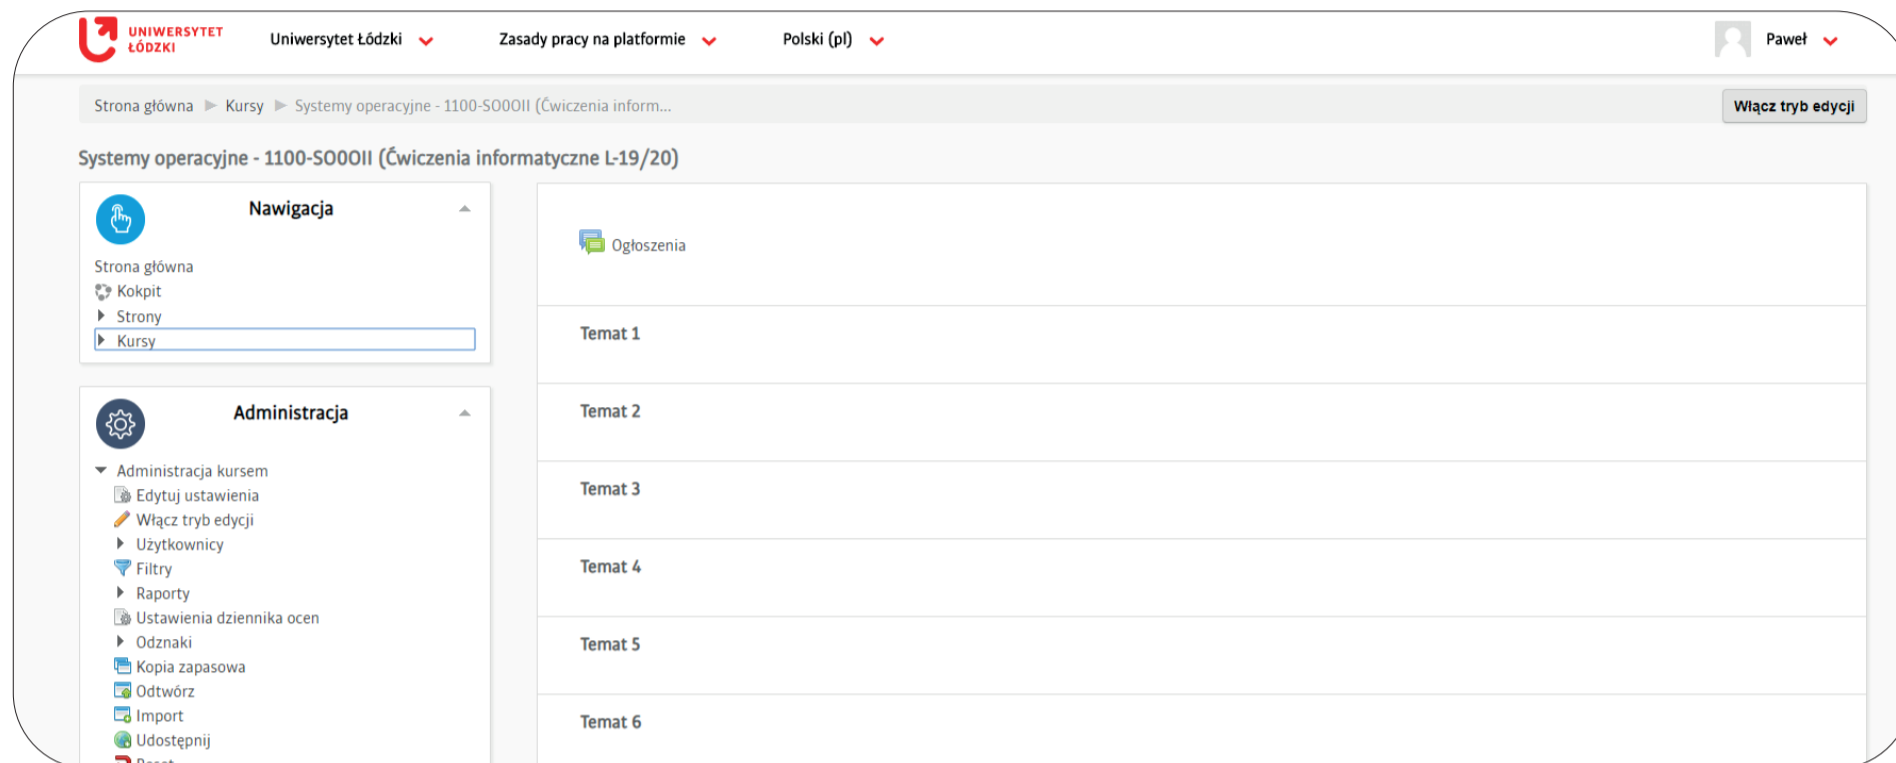 UNIWERSYTET
ŁÓDZKI
Uniwersytet Łódzki
Zasady pracy na platformie
Polski (pl)
Paweł
Strona główna
Kursy
Systemy operacyjne - 1100-SO0OII (Ćwiczenia inform...
Włącz tryb edycji
Systemy operacyjne - 1100-SO0OII (Ćwiczenia informatyczne L-19/20)
Nawigacja
Strona główna
Kokpit
Strony
Kursy
Administracja
Administracja kursem
Edytuj ustawienia
Włącz tryb edycji
Użytkownicy
Filtry
Raporty
Ustawienia dziennika ocen
Odznaki
Kopia zapasowa
Odtwórz
Import
Udostępnij
Ogłoszenia
Temat 1
Temat 2
Temat 3
Temat 4
Temat 5
Temat 6